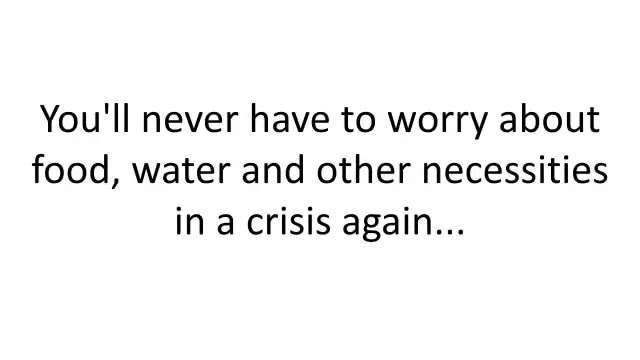 You'll never have to worry about
food, water and other necessities
in a crisis again...